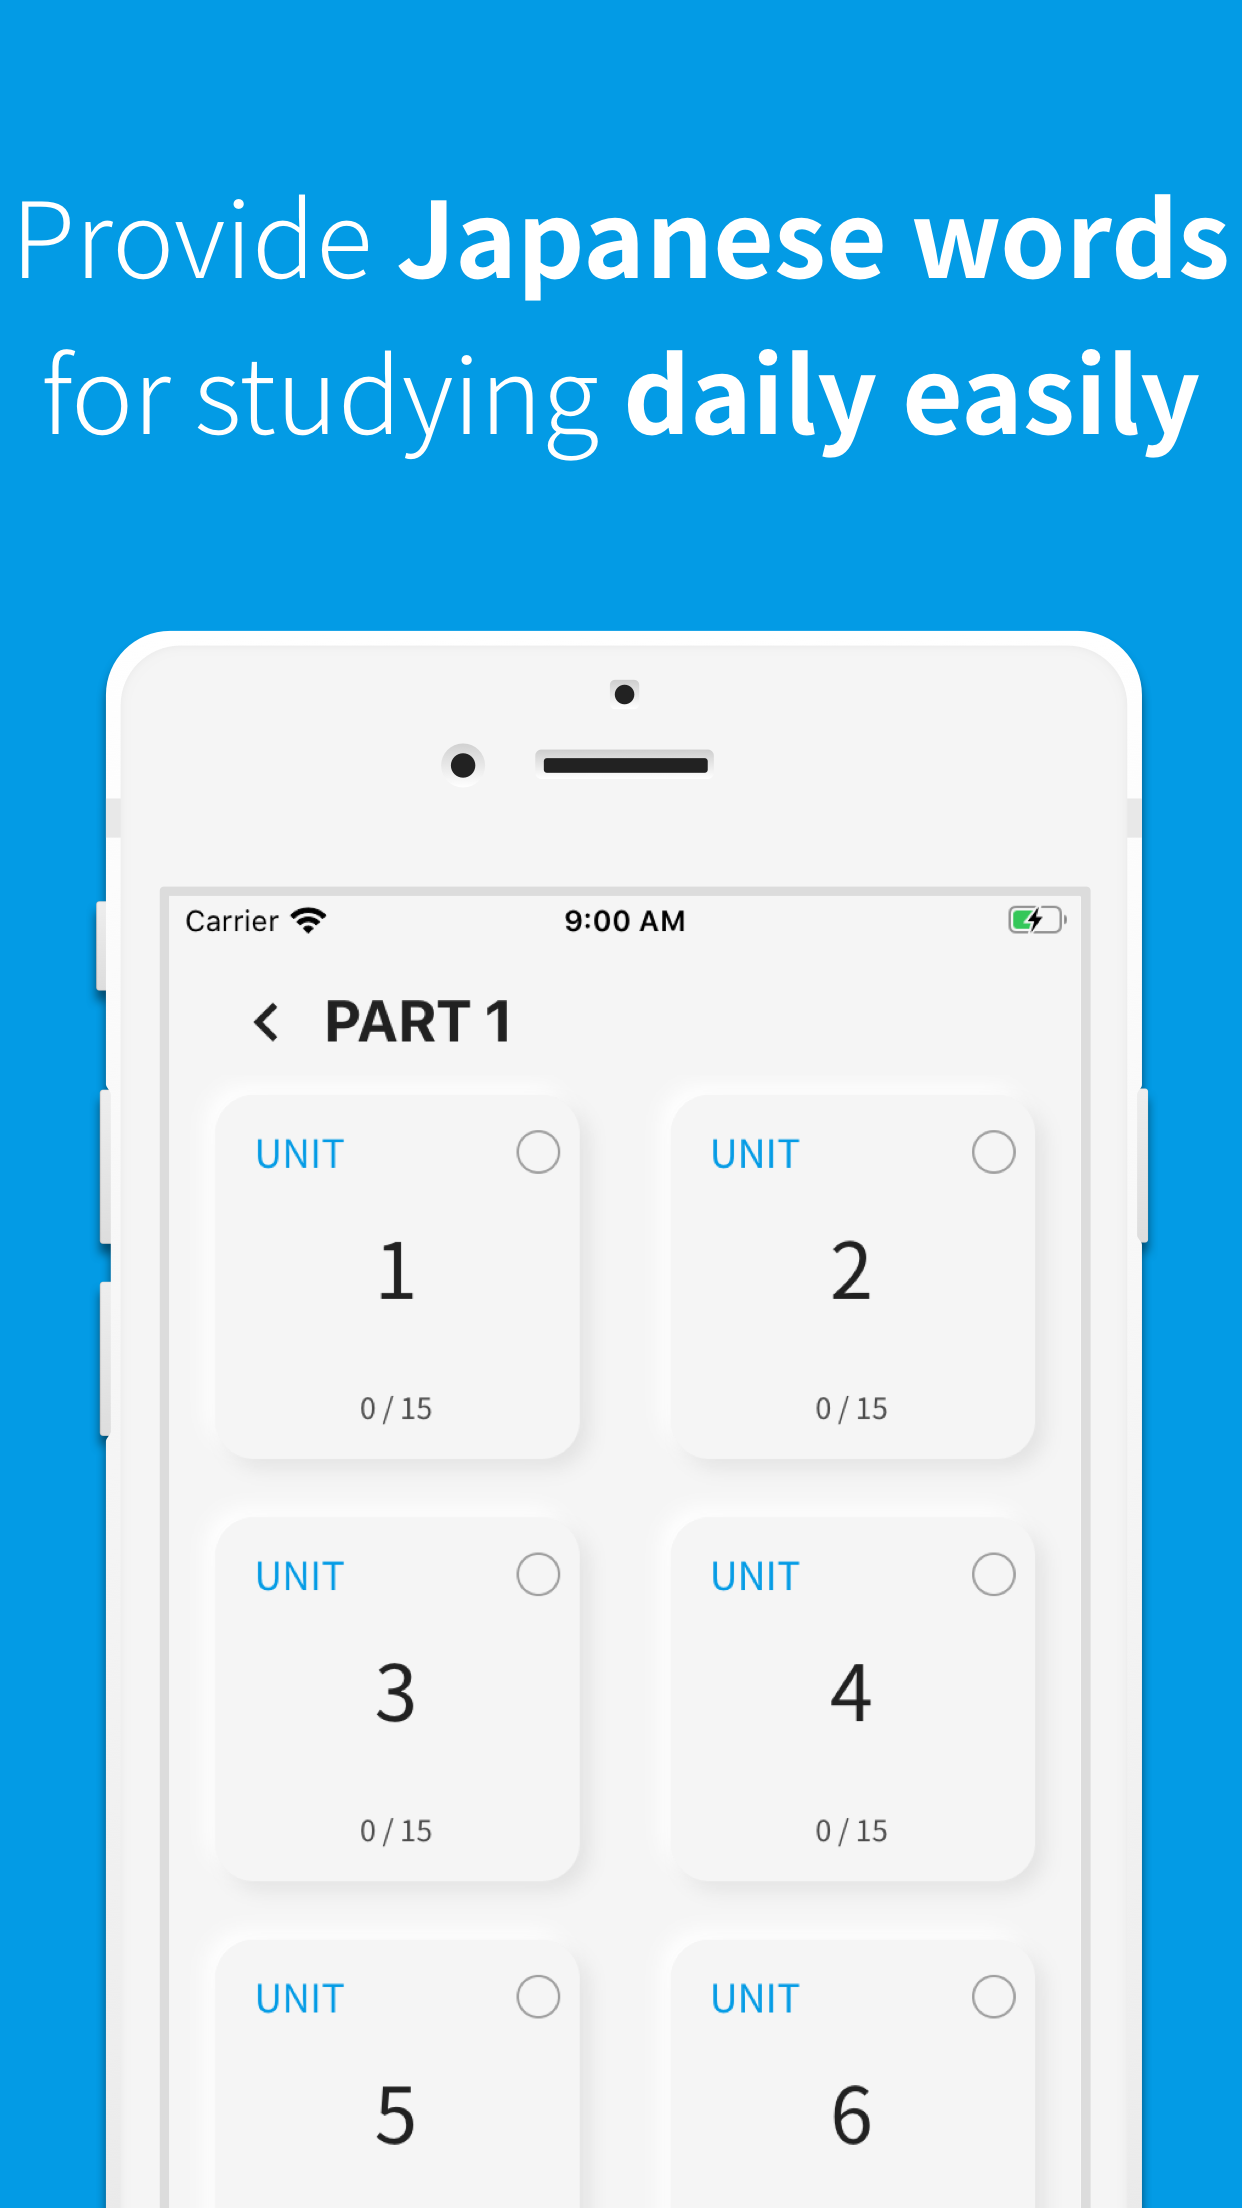 Provide Japanese words
for studying daily easily
Carrier 9:00 AM
PART 1
UNIT UNIT
1 2
0 / 15 0 / 15
UNIT UNIT
3 4
0 / 15 0 / 15
UNIT UNIT
5 6